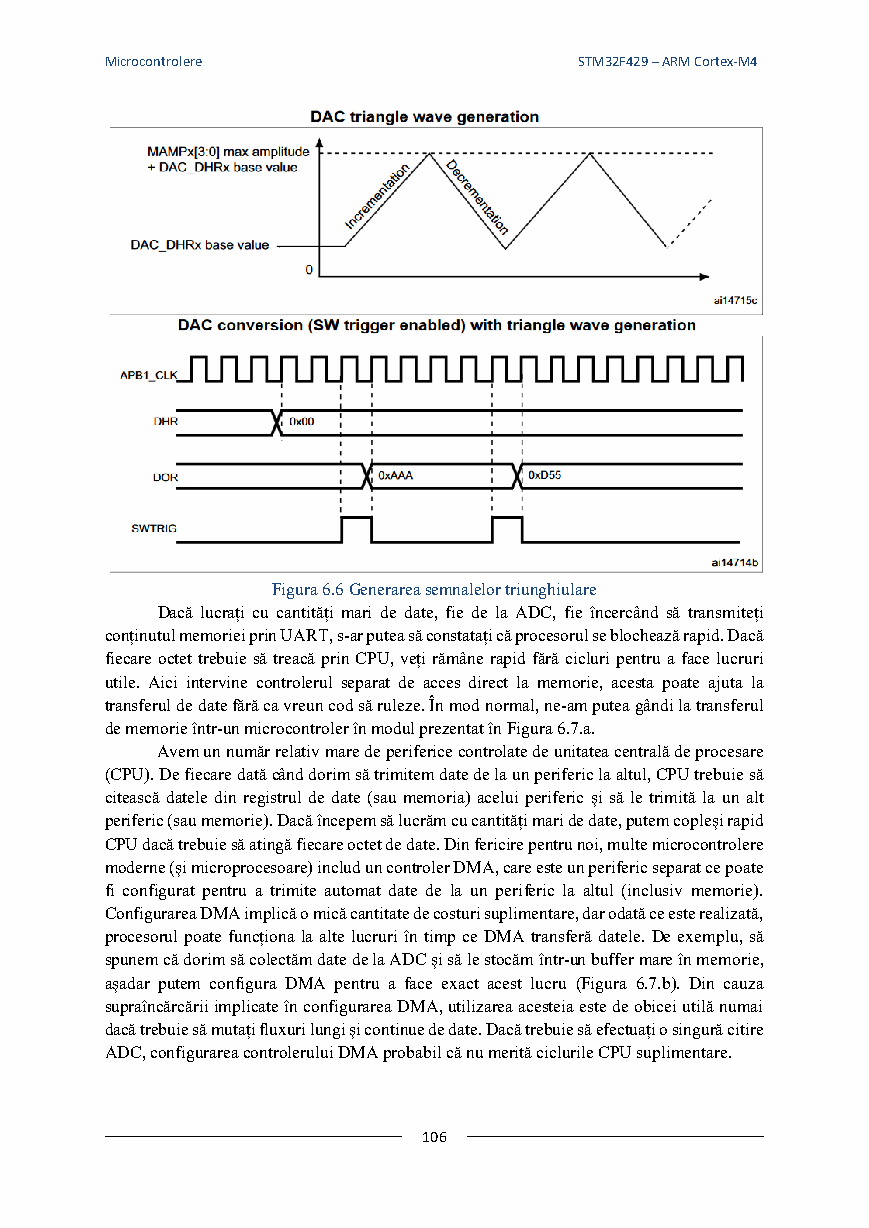 Microcontrolere STM32F429 – ARM Cortex-M4
DAC triangle wave generation
MAMPx[3:0] max amplitude
+ DAC_DHRx base value
Incrementation
Decrementation
DAC_DHRx base value
0
ai14715c
DAC conversion (SW trigger enabled) with triangle wave generation
APB1_CLK
DHR
0x00
DOR
0xAAA
0xD55
SWTRIG
ai14714b
Figura 6.6 Generarea semnalelor triunghiulare
Dacă lucrați cu cantități mari de date, fie de la ADC, fie încercând să transmiteți
conținutul memoriei prin UART, s-ar putea să constatați că procesorul se blochează rapid. Dacă
fiecare octet trebuie să treacă prin CPU, veți rămâne rapid fără cicluri pentru a face lucruri
utile. Aici intervine controlerul separat de acces direct la memorie, acesta poate ajuta la
transferul de date fără ca vreun cod să ruleze. În mod normal, ne-am putea gândi la transferul
de memorie într-un microcontroler în modul prezentat în Figura 6.7.a.
Avem un număr relativ mare de periferice controlate de unitatea centrală de procesare
(CPU). De fiecare dată când dorim să trimitem date de la un periferic la altul, CPU trebuie să
citească datele din registrul de date (sau memoria) acelui periferic și să le trimită la un alt
periferic (sau memorie). Dacă începem să lucrăm cu cantități mari de date, putem copleși rapid
CPU dacă trebuie să atingă fiecare octet de date. Din fericire pentru noi, multe microcontrolere
moderne (și microprocesoare) includ un controler DMA, care este un periferic separat ce poate
fi configurat pentru a trimite automat date de la un periferic la altul (inclusiv memorie).
Configurarea DMA implică o mică cantitate de costuri suplimentare, dar odată ce este realizată,
procesorul poate funcționa la alte lucruri în timp ce DMA transferă datele. De exemplu, să
spunem că dorim să colectăm date de la ADC și să le stocăm într-un buffer mare în memorie,
așadar putem configura DMA pentru a face exact acest lucru (Figura 6.7.b). Din cauza
supraîncărcării implicate în configurarea DMA, utilizarea acesteia este de obicei utilă numai
dacă trebuie să mutați fluxuri lungi și continue de date. Dacă trebuie să efectuați o singură citire
ADC, configurarea controlerului DMA probabil că nu merită ciclurile CPU suplimentare.
106